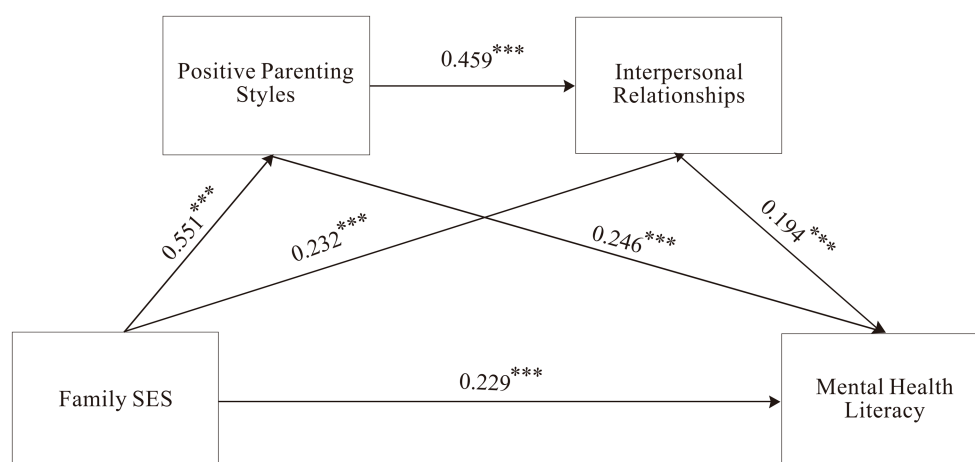 Positive Parenting
Styles
0.459***
Interpersonal
Relationships
0.551***
0.232***
0.246***
0.194 ***
Family SES
0.229***
Mental Health
Literacy